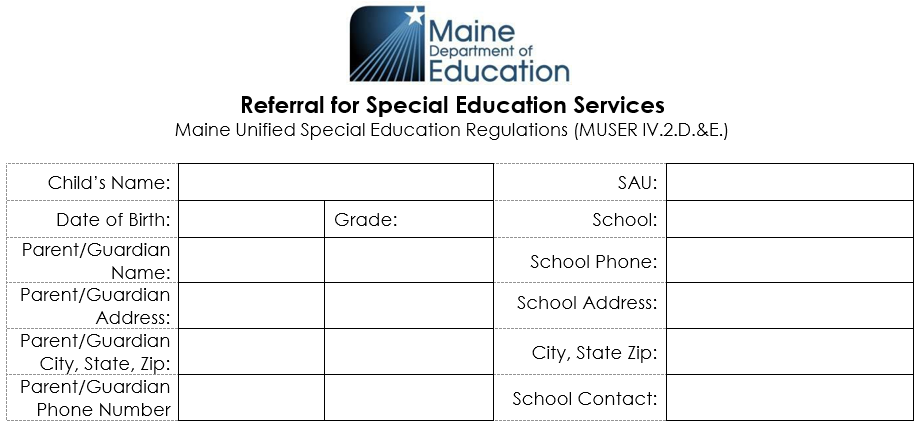 Maine
Department of
Education
Referral for Special Education Services
Maine Unified Special Education Regulations (MUSER IV.2.D.&E.)
Child's Name:
SAU:
Date of Birth:
Grade:
School:
Parent/Guardian
Name:
School Phone:
Parent/Guardian
Address:
School Address:
Parent/Guardian
City, State, Zip:
City, State Zip:
Parent/Guardian
Phone Number
School Contact: